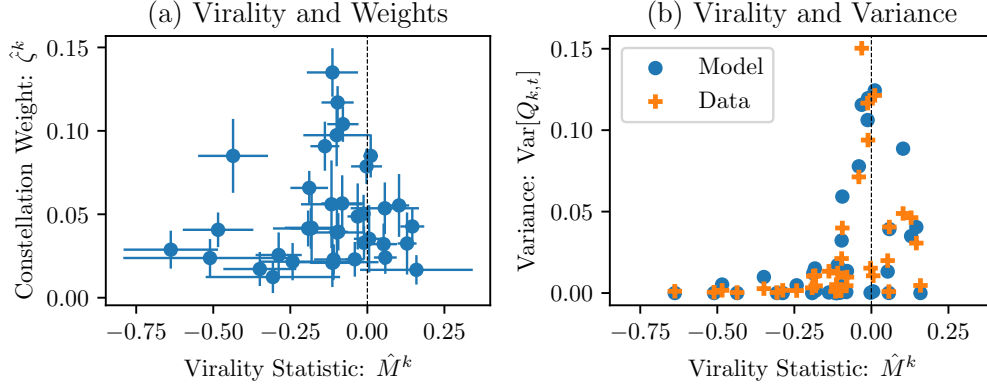 (a) Virality and Weights
Constellation Weight: ζ̂^k
0.15
0.10
0.05
0.00
−0.75 −0.50 −0.25 0.00 0.25
Virality Statistic: M̂^k
(b) Virality and Variance
Variance: Var[Q_{k,t}]
0.15
0.10
0.05
0.00
Model
Data
−0.75 −0.50 −0.25 0.00 0.25
Virality Statistic: M̂^k